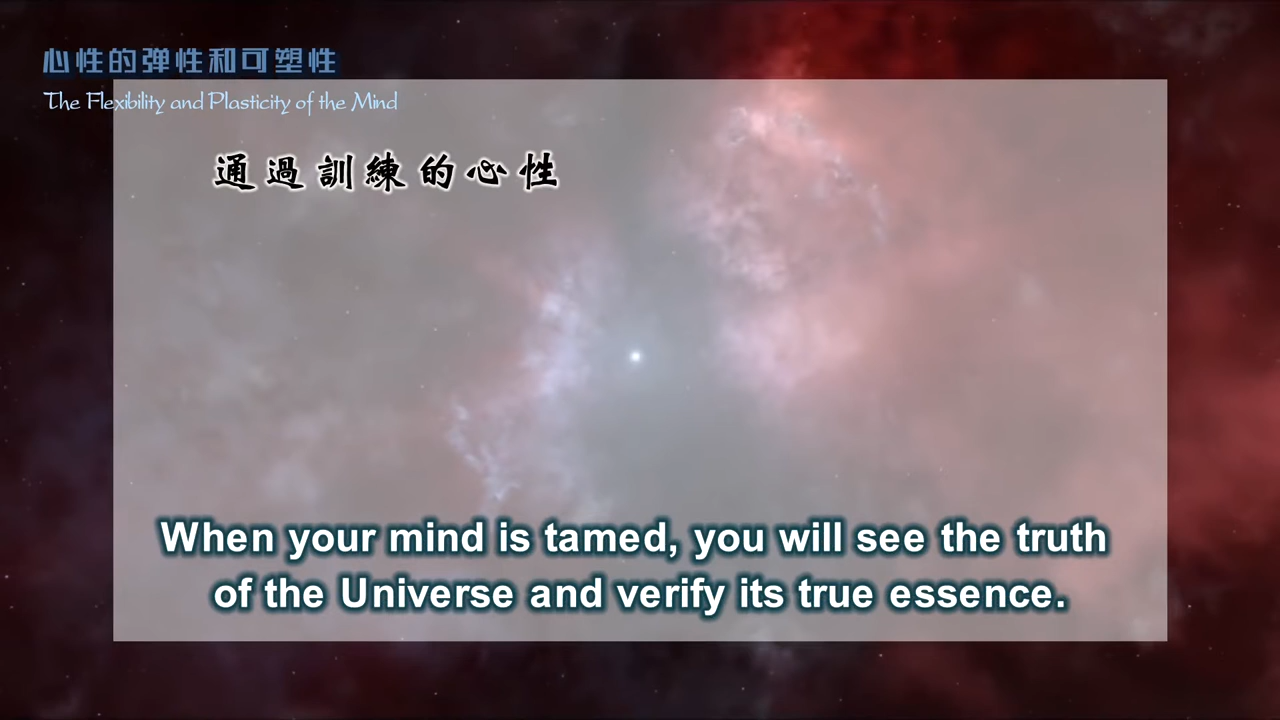 心性的弹性和可塑性
The Flexibility and Plasticity of the Mind
通過訓練的心性
When your mind is tamed, you will see the truth
of the Universe and verify its true essence.